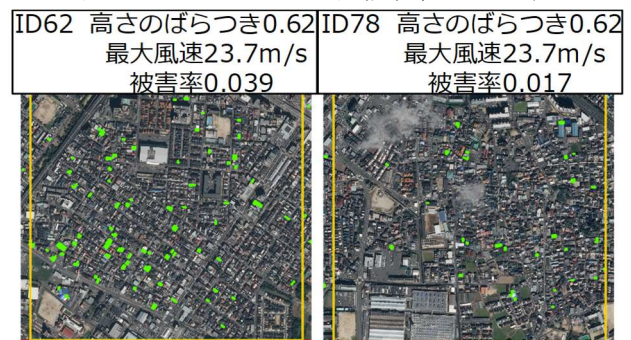 ID62 高さのばらつき0.62
最大風速23.7m/s
被害率0.039
ID78 高さのばらつき0.62
最大風速23.7m/s
被害率0.017